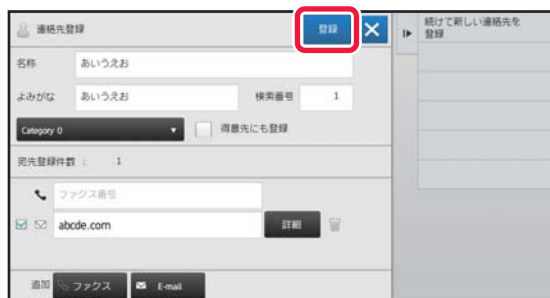 連絡先登録
登録
続けて新しい連絡先を
登録
名称
あいうえお
よみがな
あいうえお
検索番号
1
Category 0
得意先にも登録
宛先登録件数 : 1
ファクス番号
abcde.com
詳細
追加
ファクス
E-mail